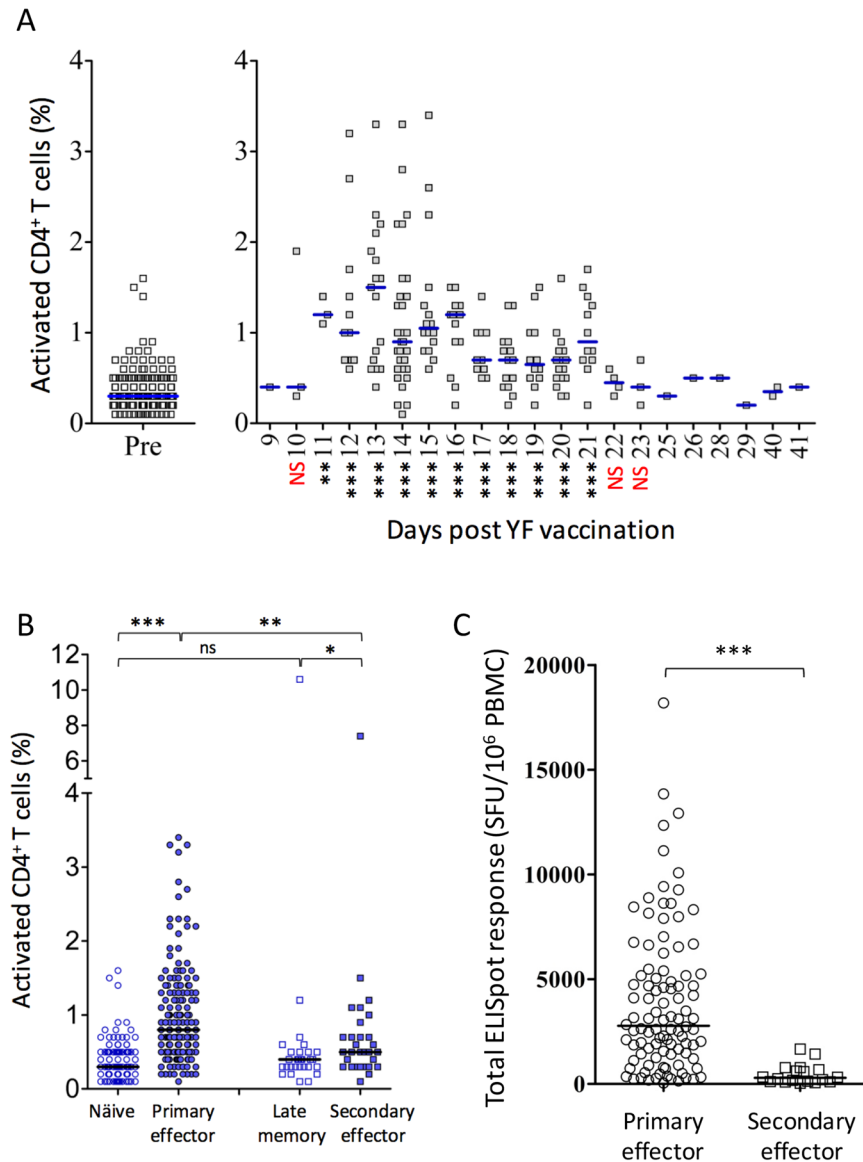 A
Activated CD4⁺ T cells (%)
4
3
2
1
0
Pre
4
3
2
1
0
9
10
11
12
13
14
15
16
17
18
19
20
21
22
23
25
26
28
29
40
41
NS
**
***
***
***
***
***
***
***
***
***
***
NS
NS
Days post YF vaccination
B
Activated CD4⁺ T cells (%)
***
**
ns
*
12
10
8
6
4
3
2
1
0
Näive
Primary
effector
Late
memory
Secondary
effector
C
Total ELISpot response (SFU/10⁶ PBMC)
***
20000
15000
10000
5000
0
Primary
effector
Secondary
effector